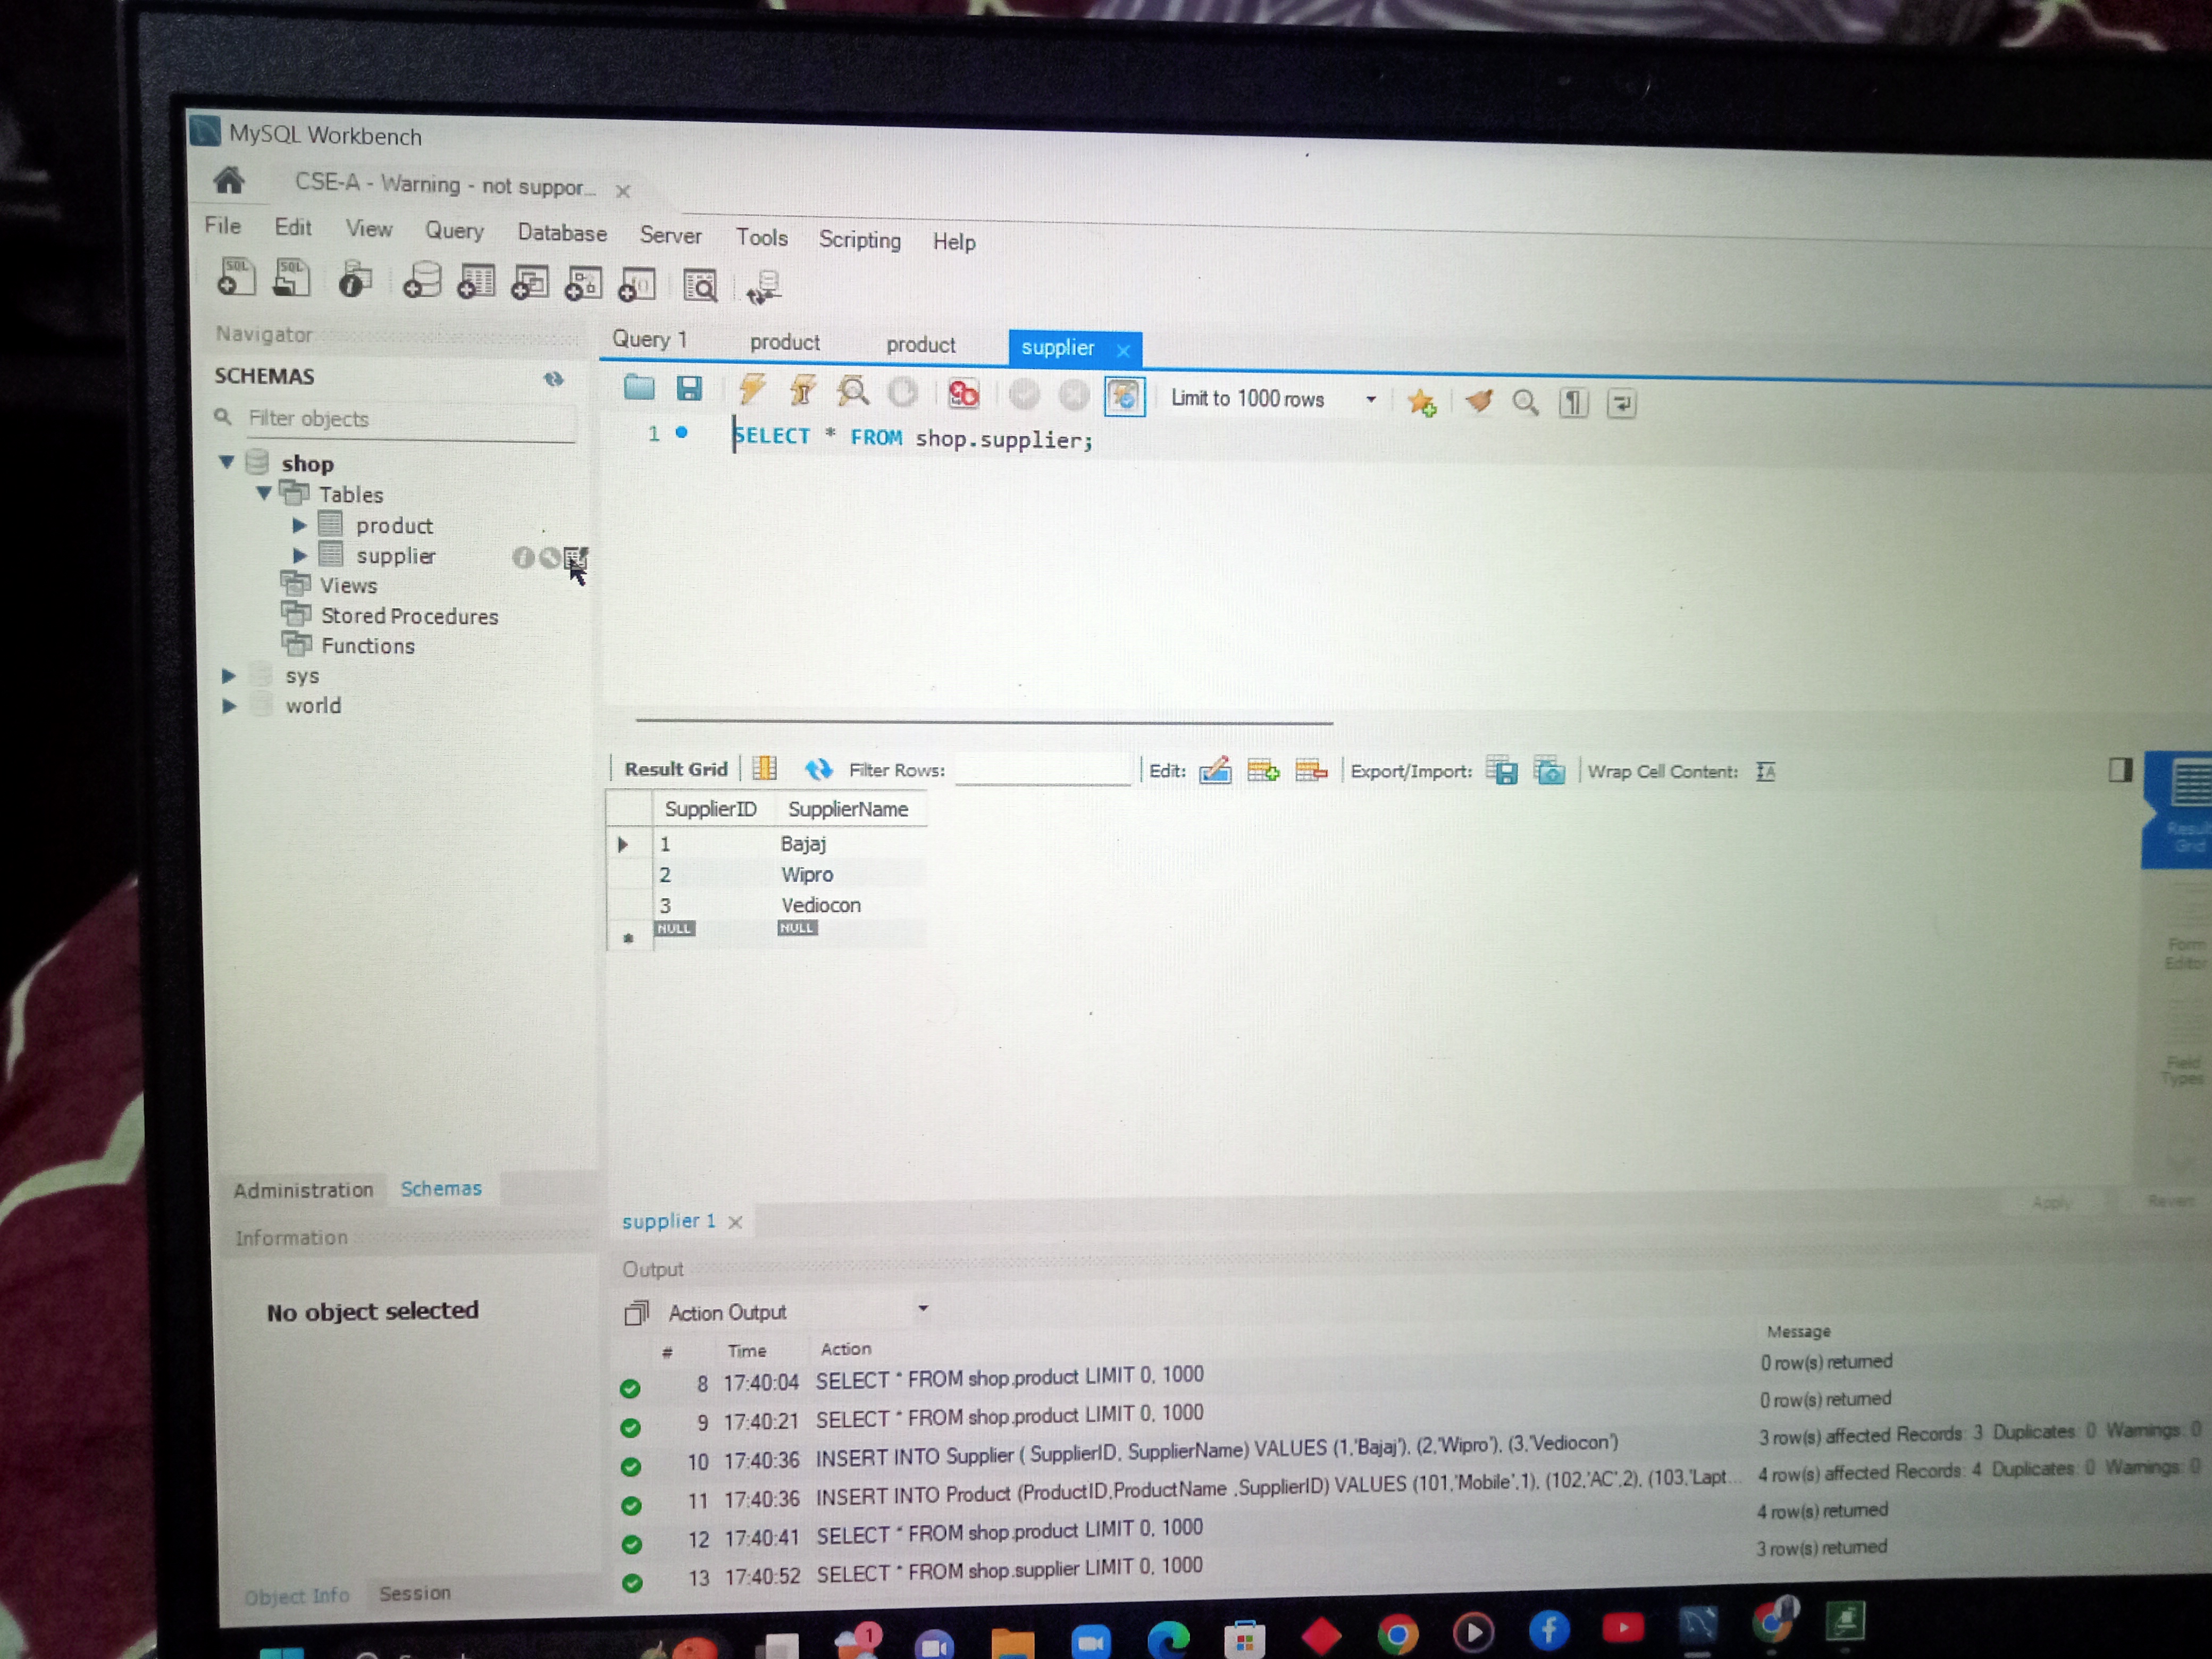 MySQL Workbench
CSE-A - Warning - not suppor...
File Edit View Query Database Server Tools Scripting Help
Navigator
SCHEMAS
Filter objects
shop
Tables
product
supplier
Views
Stored Procedures
Functions
sys
world
Administration Schemas
Information
No object selected
Object Info Session
Query 1 product product supplier
Limit to 1000 rows
1 SELECT * FROM shop.supplier;
Result Grid Filter Rows: Edit: Export/Import: Wrap Cell Content:
SupplierID SupplierName
1 Bajaj
2 Wipro
3 Vediocon
NULL NULL
Result
Grid
Form
Editor
Field
Types
supplier 1
Apply Revert
Output
Action Output
# Time Action Message
8 17:40:04 SELECT * FROM shop.product LIMIT 0, 1000 0 row(s) returned
9 17:40:21 SELECT * FROM shop.product LIMIT 0, 1000 0 row(s) returned
10 17:40:36 INSERT INTO Supplier ( SupplierID, SupplierName) VALUES (1,'Bajaj'), (2,'Wipro'), (3,'Vediocon') 3 row(s) affected Records: 3 Duplicates: 0 Warnings: 0
11 17:40:36 INSERT INTO Product (ProductID,ProductName ,SupplierID) VALUES (101,'Mobile',1), (102,'AC',2), (103,'Lapt... 4 row(s) affected Records: 4 Duplicates: 0 Warnings: 0
12 17:40:41 SELECT * FROM shop.product LIMIT 0, 1000 4 row(s) returned
13 17:40:52 SELECT * FROM shop.supplier LIMIT 0, 1000 3 row(s) returned
1